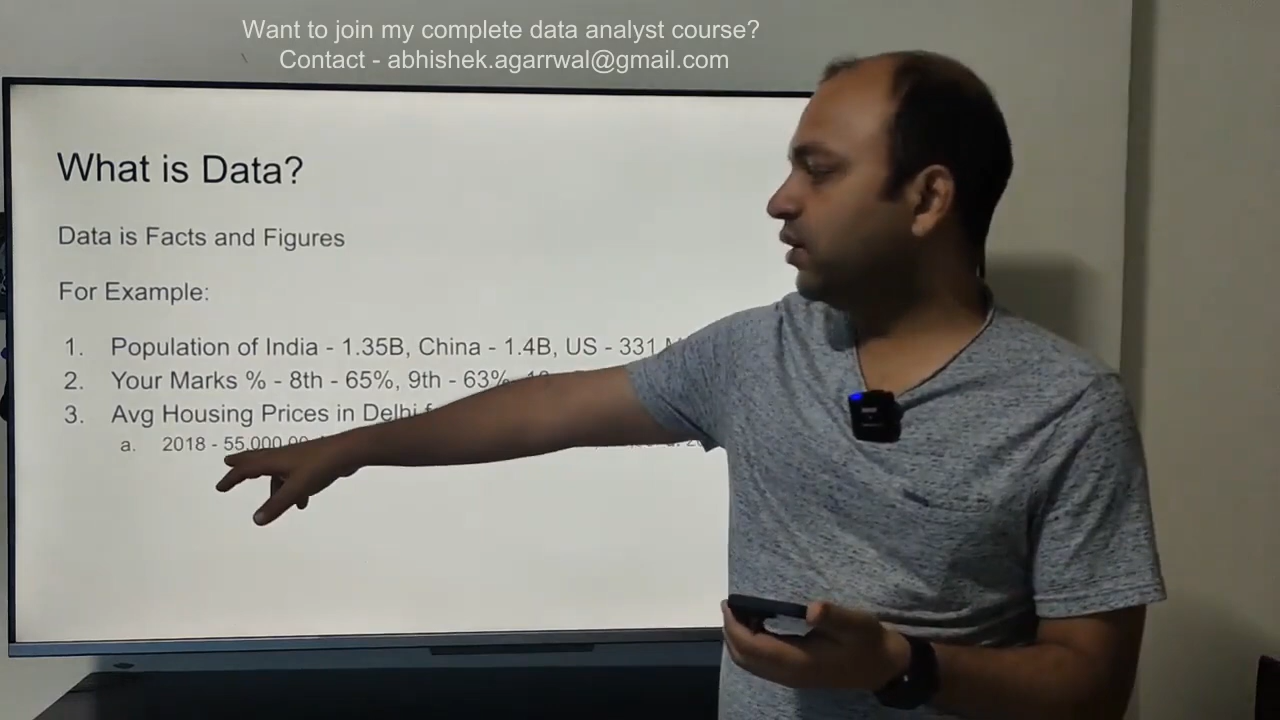 Want to join my complete data analyst course?
Contact - abhishek.agarrwal@gmail.com
What is Data?
Data is Facts and Figures
For Example:
1. Population of India - 1.35B, China - 1.4B, US - 331
2. Your Marks % - 8th - 65%, 9th - 63%
3. Avg Housing Prices in Delhi
a. 2018 - 55,000,00